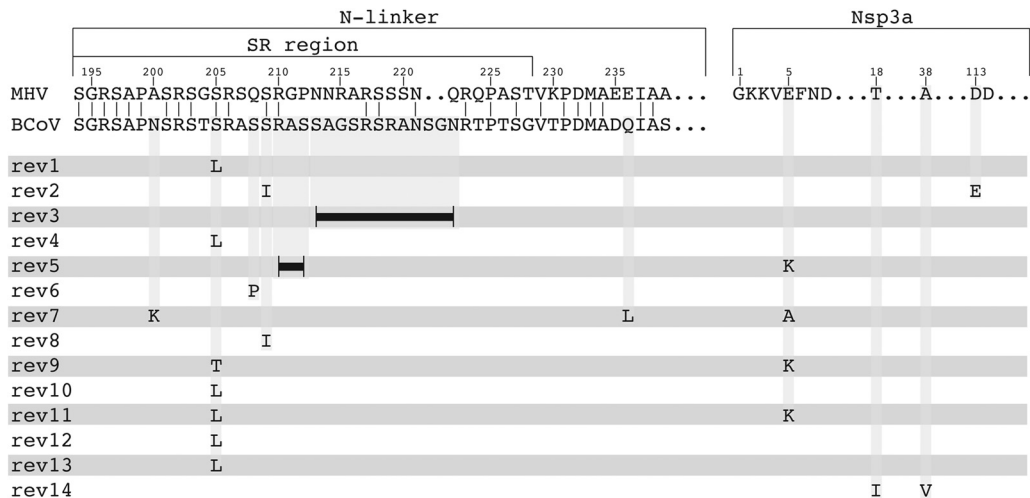 N-linker Nsp3a
SR region
195 200 205 210 215 220 225 230 235 1 5 18 38 113
MHV SGRSAPASRSGSRSQSRGPNNRARSSSN..QRQPASTVKPDMAEEIAA... GKKVEFND...T...A...DD...
BCoV SGRSAPNSRSTSRASSRASSAGSRSRANSGNRTPTSGVTPDMADQIAS...
rev1 L
rev2 I E
rev3
rev4 L
rev5 K
rev6 P
rev7 K L A
rev8 I
rev9 T K
rev10 L
rev11 L K
rev12 L
rev13 L
rev14 I V